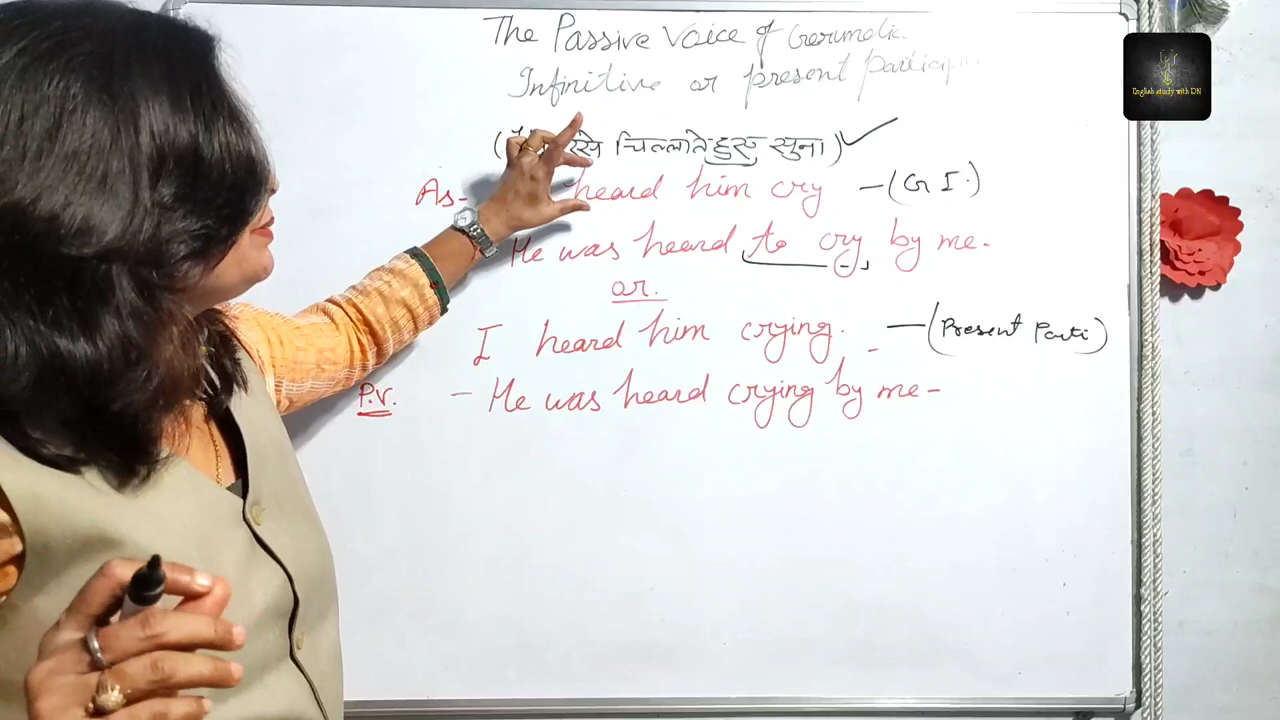 The Passive Voice of
Infinitive or present
चिल्लाते हुए सुना)
As- heard him cry – (G I.)
He was heard to cry by me.
or.
I heard him crying. – (Present Parti)
P.V. – He was heard crying by me –
English study with DN